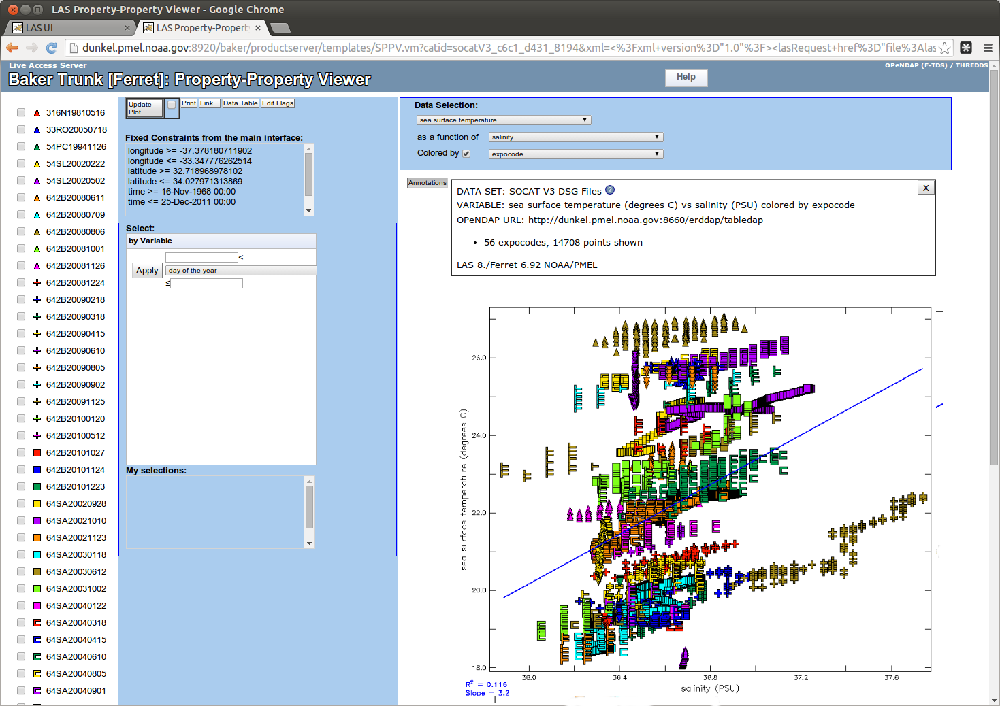 LAS Property-Property Viewer - Google Chrome
LAS UI
LAS Property-Propert
dunkel.pmel.noaa.gov:8920/baker/productserver/templates/SPPV.vm?catid=socatV3_c6c1_d431_8194&xml=<%3Fxml+version%3D"1.0"%3F><lasRequest+href%3D"file%3Alas
Live Access Server
OPeNDAP (F-TDS) / THREDDS
Baker Trunk [Ferret]: Property-Property Viewer
Help
316N19810516
33RO20050718
54PC19941126
54SL20020222
54SL20020502
642B20080611
642B20080709
642B20080806
642B20081001
642B20081126
642B20081224
642B20090218
642B20090318
642B20090415
642B20090610
642B20090805
642B20090902
642B20091125
642B20100120
642B20100512
642B20101027
642B20101124
642B20101223
64SA20020928
64SA20021010
64SA20021123
64SA20030118
64SA20030612
64SA20031002
64SA20040122
64SA20040318
64SA20040415
64SA20040610
64SA20040805
64SA20040901
Update
Plot
Print
Link...
Data Table
Edit Flags
Fixed Constraints from the main interface:
longitude >= -37.378180711902
longitude <= -33.347776262514
latitude >= 32.718968978102
latitude <= 34.027971313869
time >= 16-Nov-1968 00:00
time <= 25-Dec-2011 00:00
Select:
by Variable
<
Apply
day of the year
≤
My selections:
Data Selection:
sea surface temperature
as a function of
salinity
Colored by
expocode
Annotations
X
DATA SET: SOCAT V3 DSG Files ?
VARIABLE: sea surface temperature (degrees C) vs salinity (PSU) colored by expocode
OPeNDAP URL: http://dunkel.pmel.noaa.gov:8660/erddap/tabledap
• 56 expocodes, 14708 points shown
LAS 8./Ferret 6.92 NOAA/PMEL
26.0
24.0
22.0
20.0
18.0
sea surface temperature (degrees C)
36.0
36.4
36.8
37.2
37.6
salinity (PSU)
R² = 0.116
Slope = 3.2